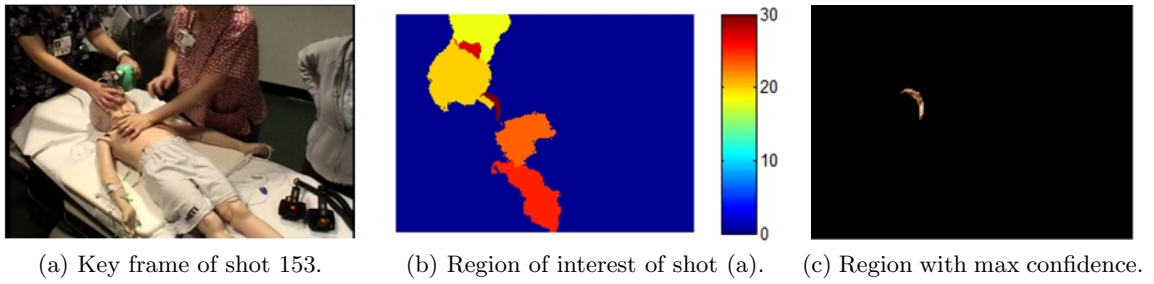 30
20
10
0
(a) Key frame of shot 153.
(b) Region of interest of shot (a).
(c) Region with max confidence.